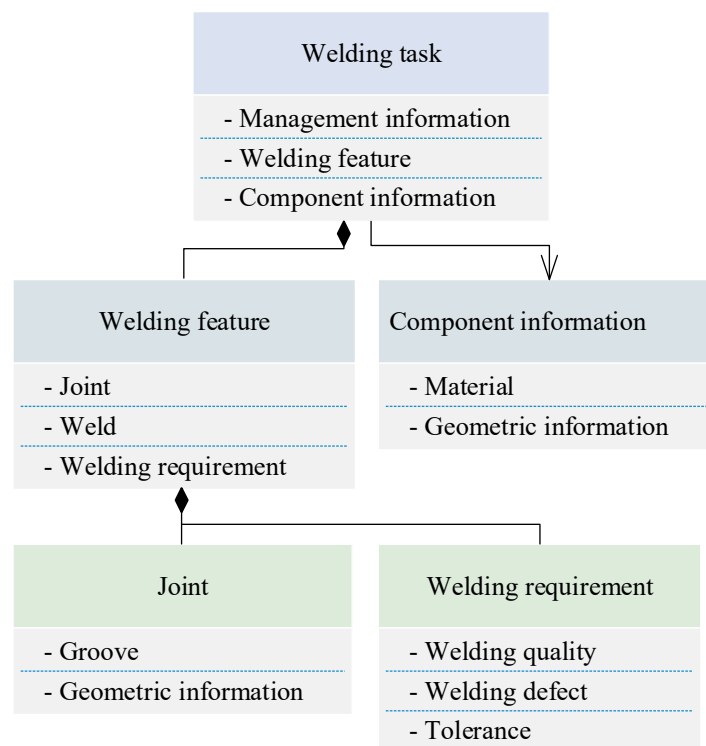 Welding task
- Management information
- Welding feature
- Component information
Welding feature
- Joint
- Weld
- Welding requirement
Component information
- Material
- Geometric information
Joint
- Groove
- Geometric information
Welding requirement
- Welding quality
- Welding defect
- Tolerance